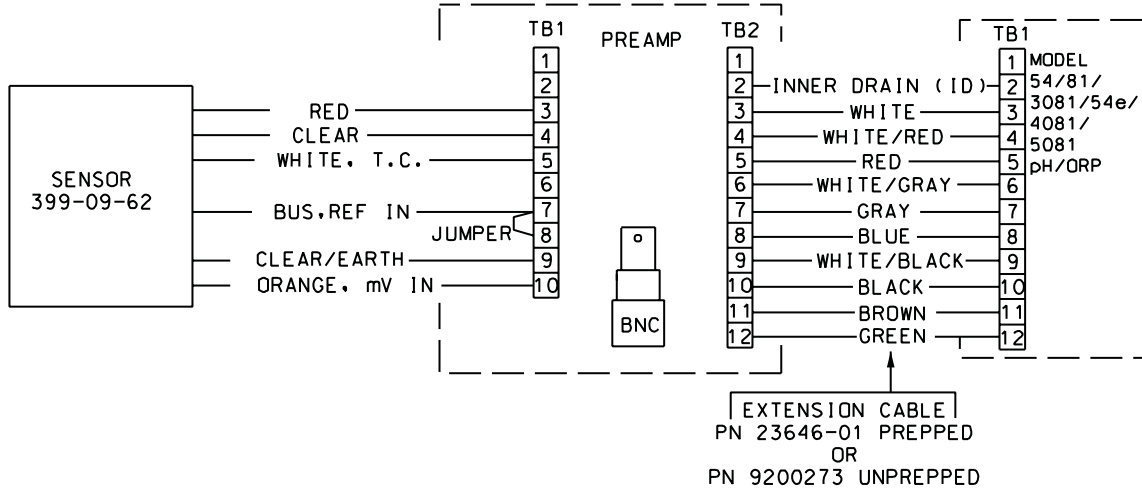 TB1
PREAMP
TB2
TB1
SENSOR
399-09-62
RED
CLEAR
WHITE, T.C.
BUS,REF IN
JUMPER
CLEAR/EARTH
ORANGE, mV IN
1
2
3
4
5
6
7
8
9
10
BNC
1
2
3
4
5
6
7
8
9
10
11
12
INNER DRAIN (ID)
WHITE
WHITE/RED
RED
WHITE/GRAY
GRAY
BLUE
WHITE/BLACK
BLACK
BROWN
GREEN
1
2
3
4
5
6
7
8
9
10
11
12
MODEL
54/81/
3081/54e/
4081/
5081
pH/ORP
EXTENSION CABLE
PN 23646-01 PREPPED
OR
PN 9200273 UNPREPPED